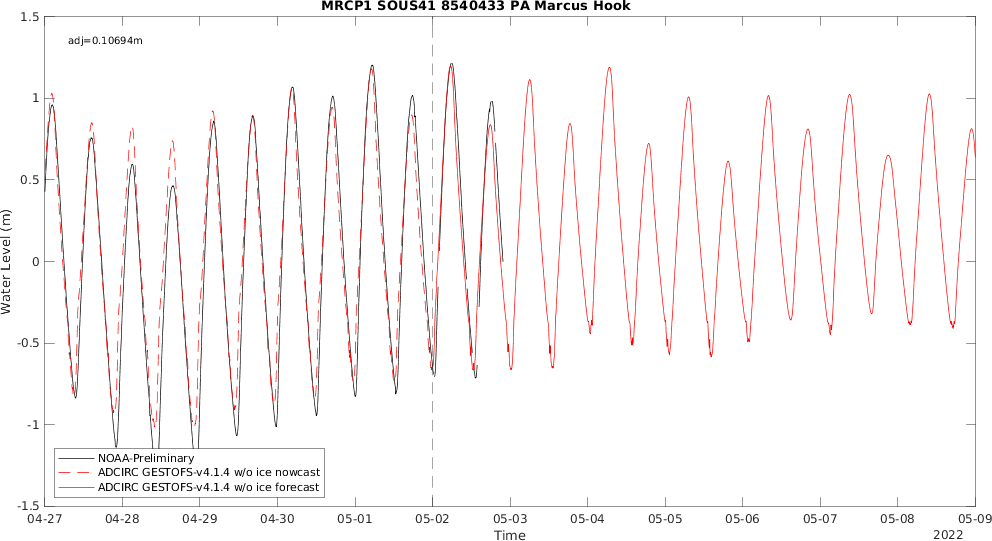 MRCP1 SOUS41 8540433 PA Marcus Hook
adj=0.10694m
Water Level (m)
1.5
1
0.5
0
-0.5
-1
-1.5
NOAA-Preliminary
ADCIRC GESTOFS-v4.1.4 w/o ice nowcast
ADCIRC GESTOFS-v4.1.4 w/o ice forecast
04-27 04-28 04-29 04-30 05-01 05-02 05-03 05-04 05-05 05-06 05-07 05-08 05-09
Time
2022